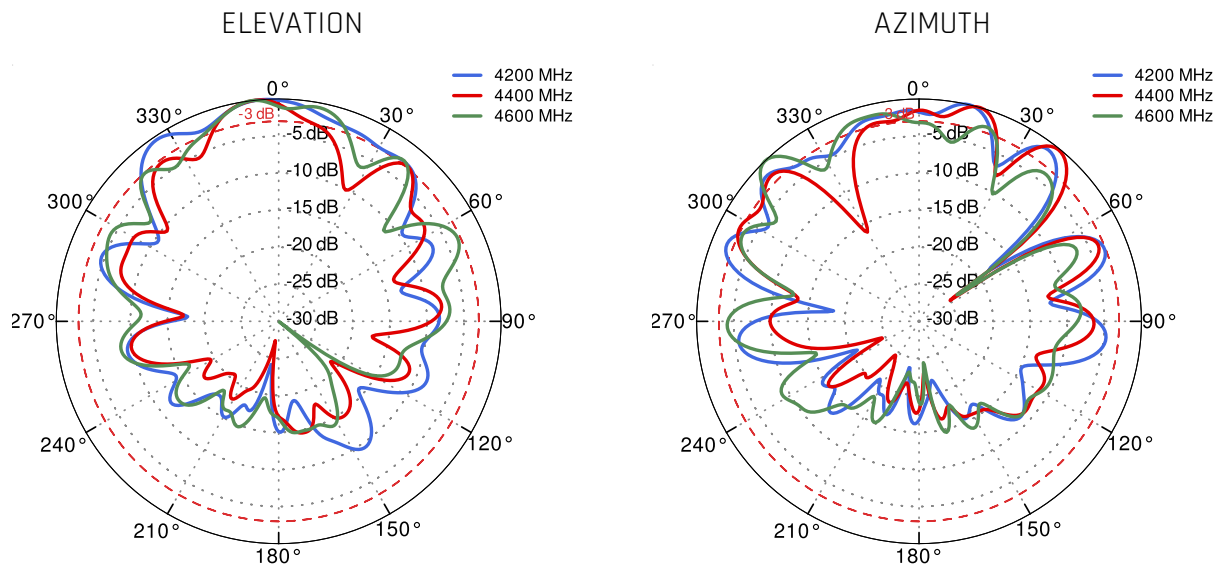 ELEVATION
4200 MHz
4400 MHz
4600 MHz
0°
30°
60°
90°
120°
150°
180°
210°
240°
270°
300°
330°
-3 dB
-5 dB
-10 dB
-15 dB
-20 dB
-25 dB
-30 dB
AZIMUTH
4200 MHz
4400 MHz
4600 MHz
0°
30°
60°
90°
120°
150°
180°
210°
240°
270°
300°
330°
-3 dB
-5 dB
-10 dB
-15 dB
-20 dB
-25 dB
-30 dB